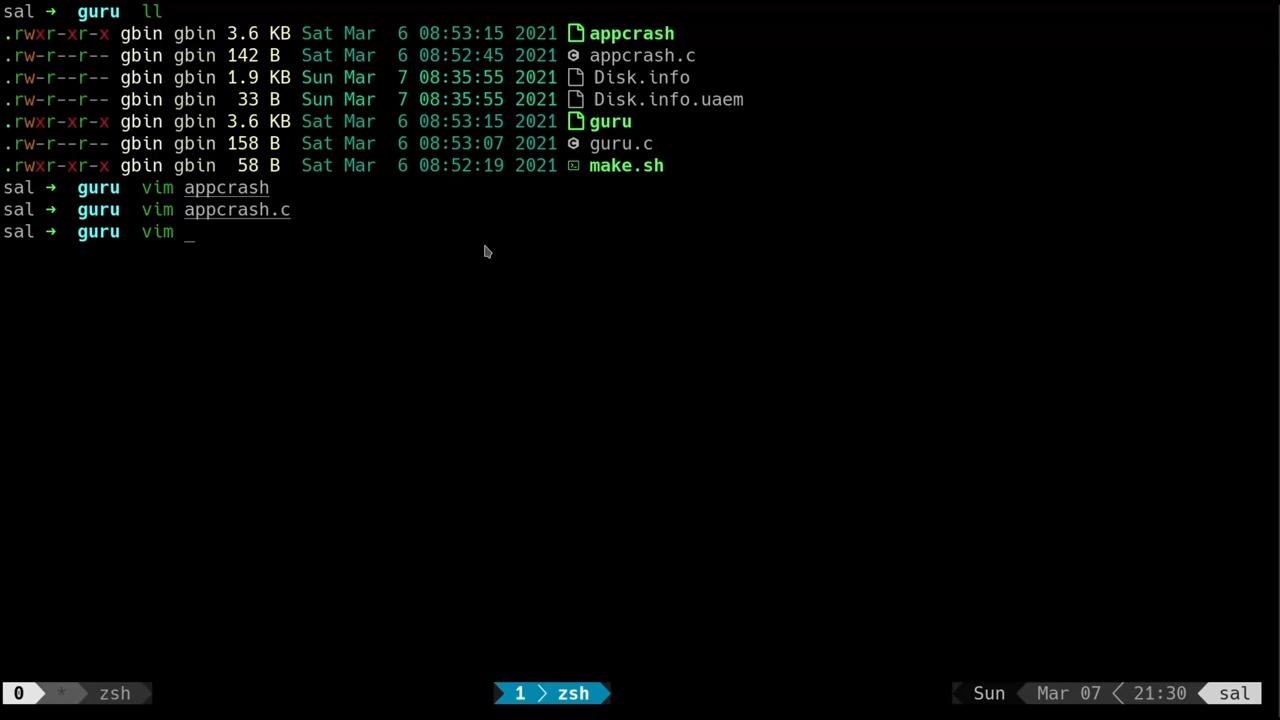 sal → guru ll
.rwxr-xr-x gbin gbin 3.6 KB Sat Mar 6 08:53:15 2021 appcrash
.rw-r--r-- gbin gbin 142 B Sat Mar 6 08:52:45 2021 appcrash.c
.rw-r--r-- gbin gbin 1.9 KB Sun Mar 7 08:35:55 2021 Disk.info
.rw-r--r-- gbin gbin 33 B Sun Mar 7 08:35:55 2021 Disk.info.uaem
.rwxr-xr-x gbin gbin 3.6 KB Sat Mar 6 08:53:15 2021 guru
.rw-r--r-- gbin gbin 158 B Sat Mar 6 08:53:07 2021 guru.c
.rwxr-xr-x gbin gbin 58 B Sat Mar 6 08:52:19 2021 make.sh
sal → guru vim appcrash
sal → guru vim appcrash.c
sal → guru vim _
0 * zsh 1 zsh Sun Mar 07 21:30 sal